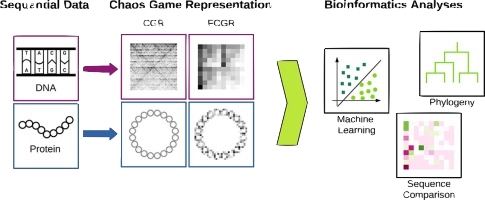 Sequential Data
Chaos Game Representation
Bioinformatics Analyses
CGR
FCGR
T A C G
A T G C
DNA
Protein
Machine
Learning
Phylogeny
Sequence
Comparison